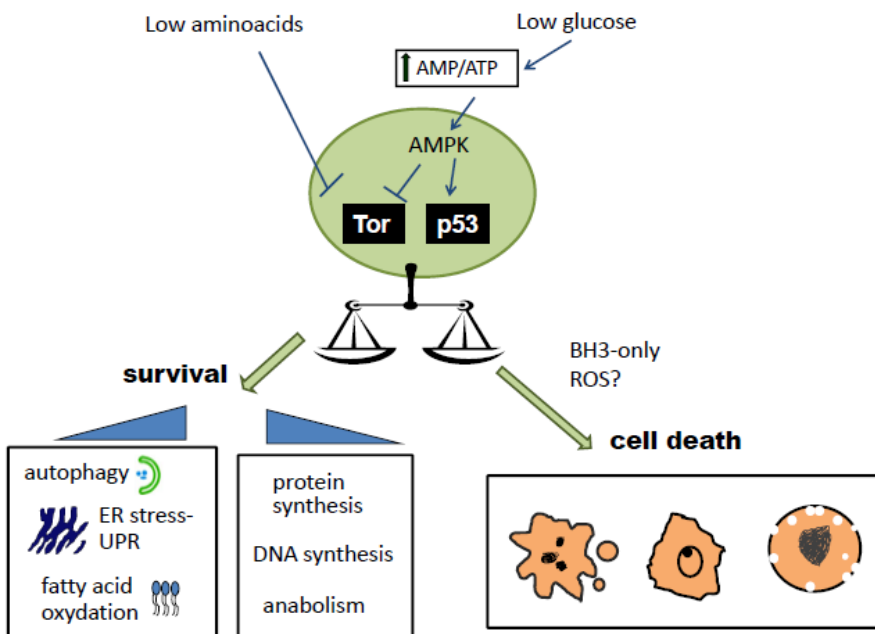 Low aminoacids
Low glucose
AMP/ATP
AMPK
Tor
p53
BH3-only
ROS?
survival
cell death
autophagy
ER stress-
UPR
fatty acid
oxydation
protein
synthesis
DNA synthesis
anabolism